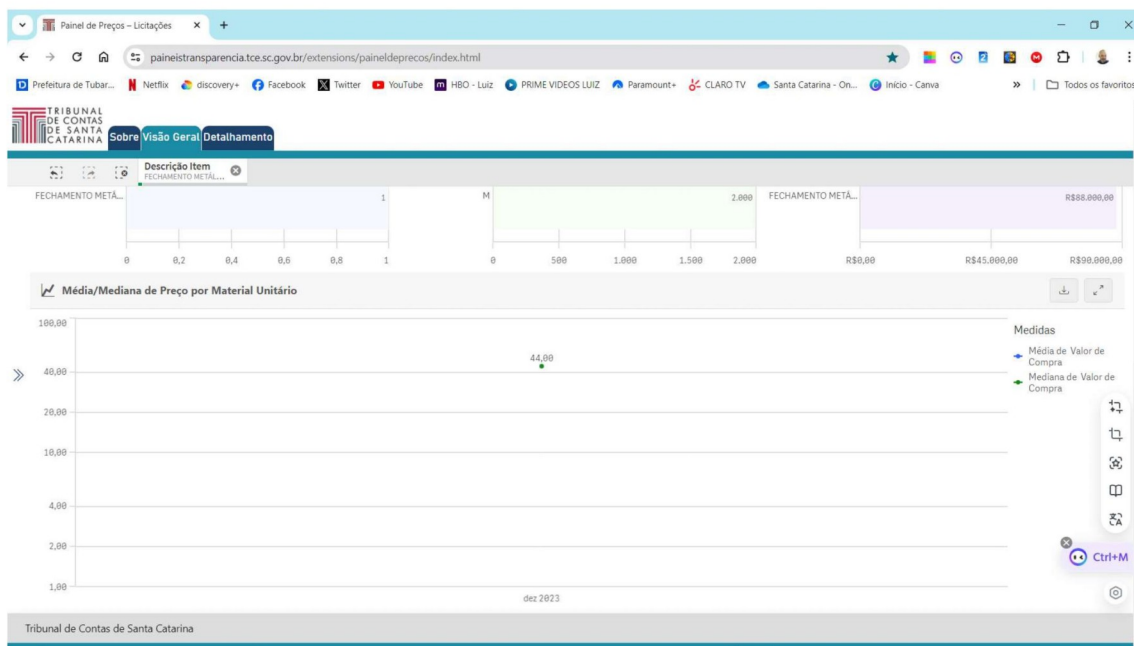 Painel de Preços – Licitações
paineistransparencia.tce.sc.gov.br/extensions/paineldeprecos/index.html
Prefeitura de Tubar... Netflix discovery+ Facebook Twitter YouTube HBO - Luiz PRIME VIDEOS LUIZ Paramount+ CLARO TV Santa Catarina - On... Início - Canva » Todos os favoritos
TRIBUNAL
DE CONTAS
DE SANTA
CATARINA
Sobre Visão Geral Detalhamento
Descrição Item
FECHAMENTO METÁL...
FECHAMENTO METÁ... 1 M 2.000 FECHAMENTO METÁ... R$88.000,00
0 0,2 0,4 0,6 0,8 1 0 500 1.000 1.500 2.000 R$0,00 R$45.000,00 R$90.000,00
Média/Mediana de Preço por Material Unitário
100,00
40,00
20,00
10,00
4,00
2,00
1,00
44,00
dez 2023
Medidas
Média de Valor de
Compra
Mediana de Valor de
Compra
Ctrl+M
Tribunal de Contas de Santa Catarina